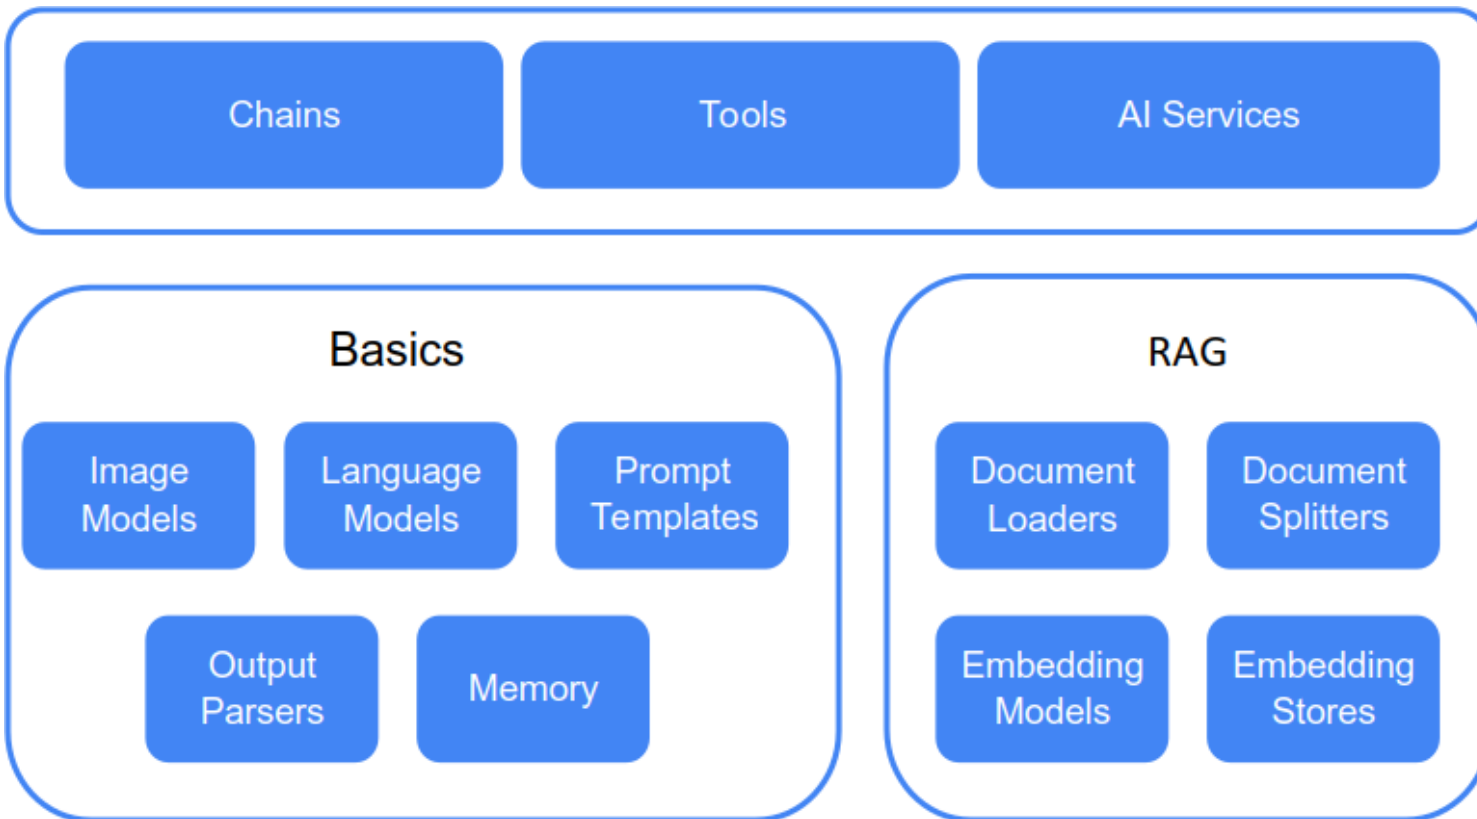 Chains
Tools
AI Services
Basics
Image
Models
Language
Models
Prompt
Templates
Output
Parsers
Memory
RAG
Document
Loaders
Document
Splitters
Embedding
Models
Embedding
Stores